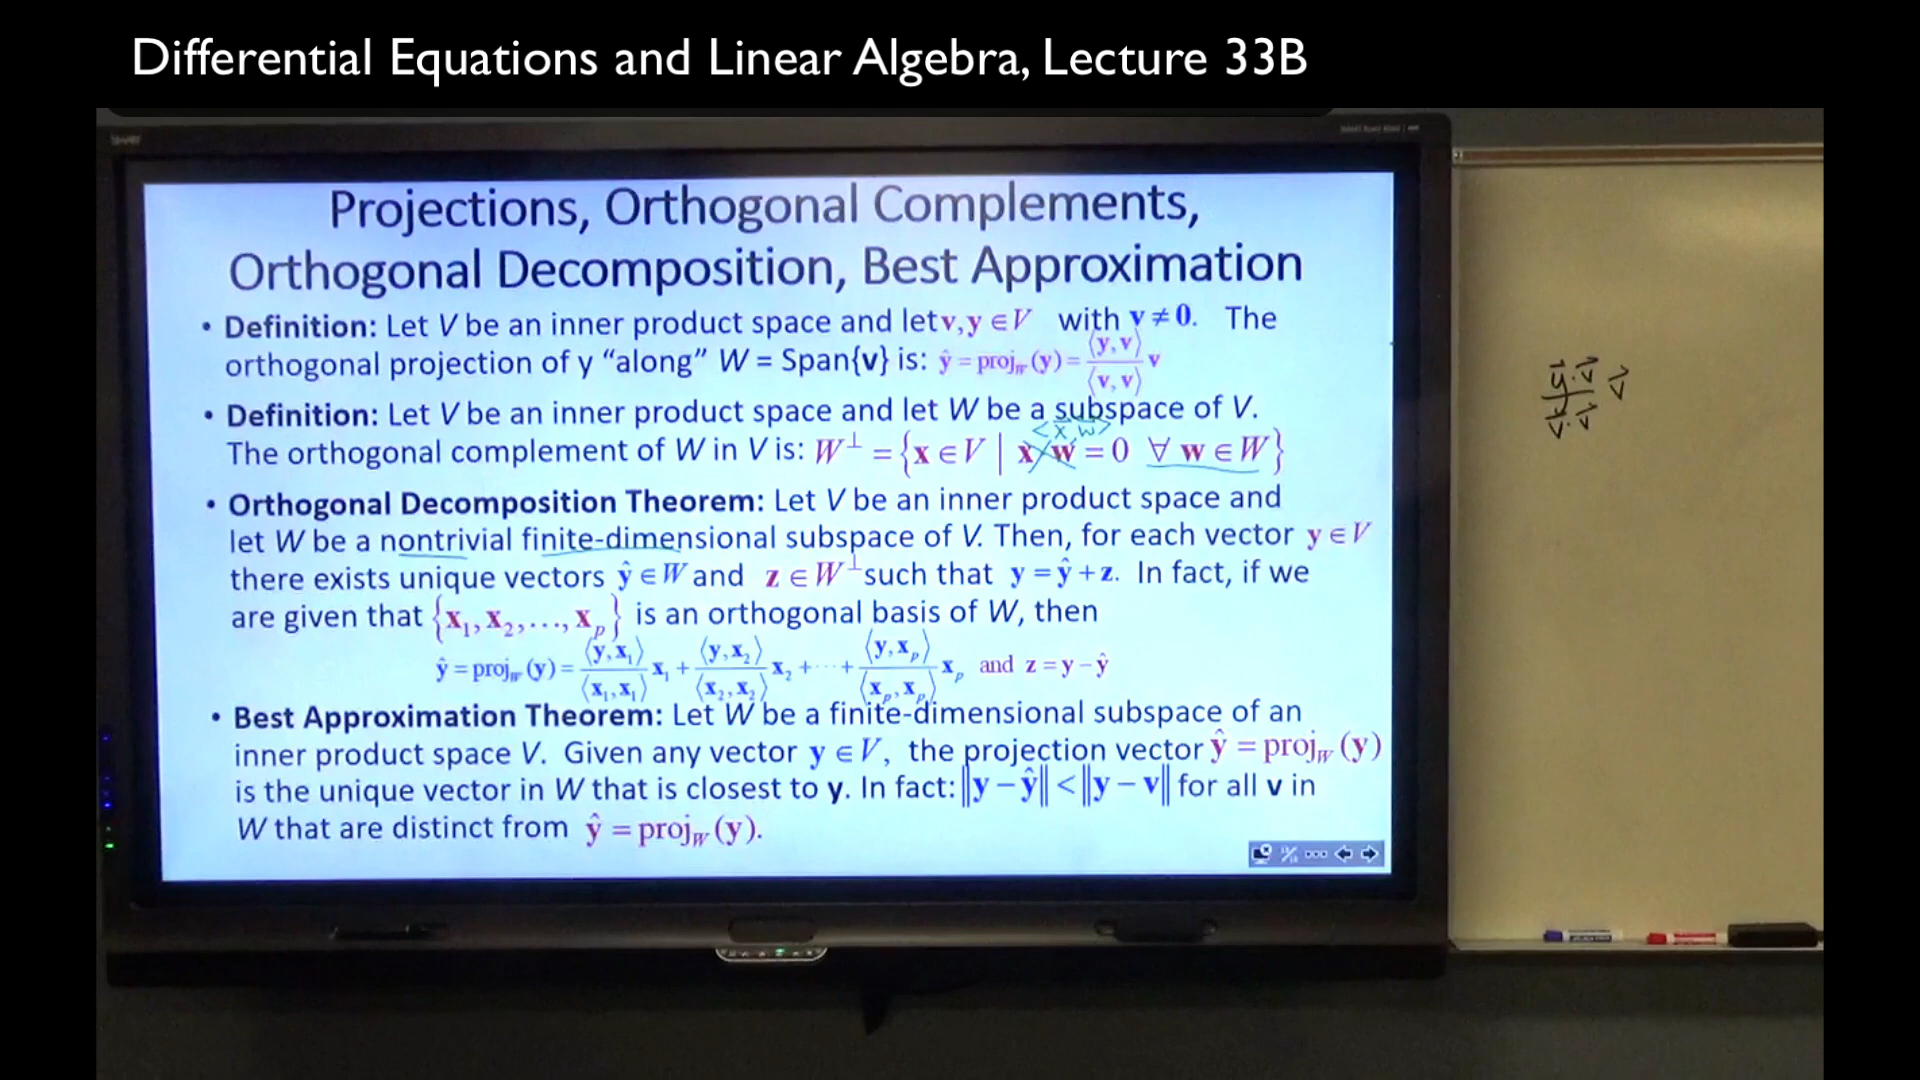 Differential Equations and Linear Algebra, Lecture 33B
SMART
Projections, Orthogonal Complements,
Orthogonal Decomposition, Best Approximation
• Definition: Let V be an inner product space and let v, y ∈ V with v ≠ 0. The
orthogonal projection of y “along” W = Span{v} is: ŷ = proj_W (y) = ⟨y, v⟩ / ⟨v, v⟩ v
• Definition: Let V be an inner product space and let W be a subspace of V.
<x, w>
The orthogonal complement of W in V is: W⊥ = {x ∈ V | x · w = 0 ∀ w ∈ W}
• Orthogonal Decomposition Theorem: Let V be an inner product space and
let W be a nontrivial finite-dimensional subspace of V. Then, for each vector y ∈ V
there exists unique vectors ŷ ∈ W and z ∈ W⊥ such that y = ŷ + z. In fact, if we
are given that {x₁, x₂, …, xₚ} is an orthogonal basis of W, then
ŷ = proj_W (y) = ⟨y, x₁⟩ / ⟨x₁, x₁⟩ x₁ + ⟨y, x₂⟩ / ⟨x₂, x₂⟩ x₂ + ⋯ + ⟨y, xₚ⟩ / ⟨xₚ, xₚ⟩ xₚ and z = y − ŷ
• Best Approximation Theorem: Let W be a finite-dimensional subspace of an
inner product space V. Given any vector y ∈ V, the projection vector ŷ = proj_W (y)
is the unique vector in W that is closest to y. In fact: ‖y − ŷ‖ < ‖y − v‖ for all v in
W that are distinct from ŷ = proj_W (y).